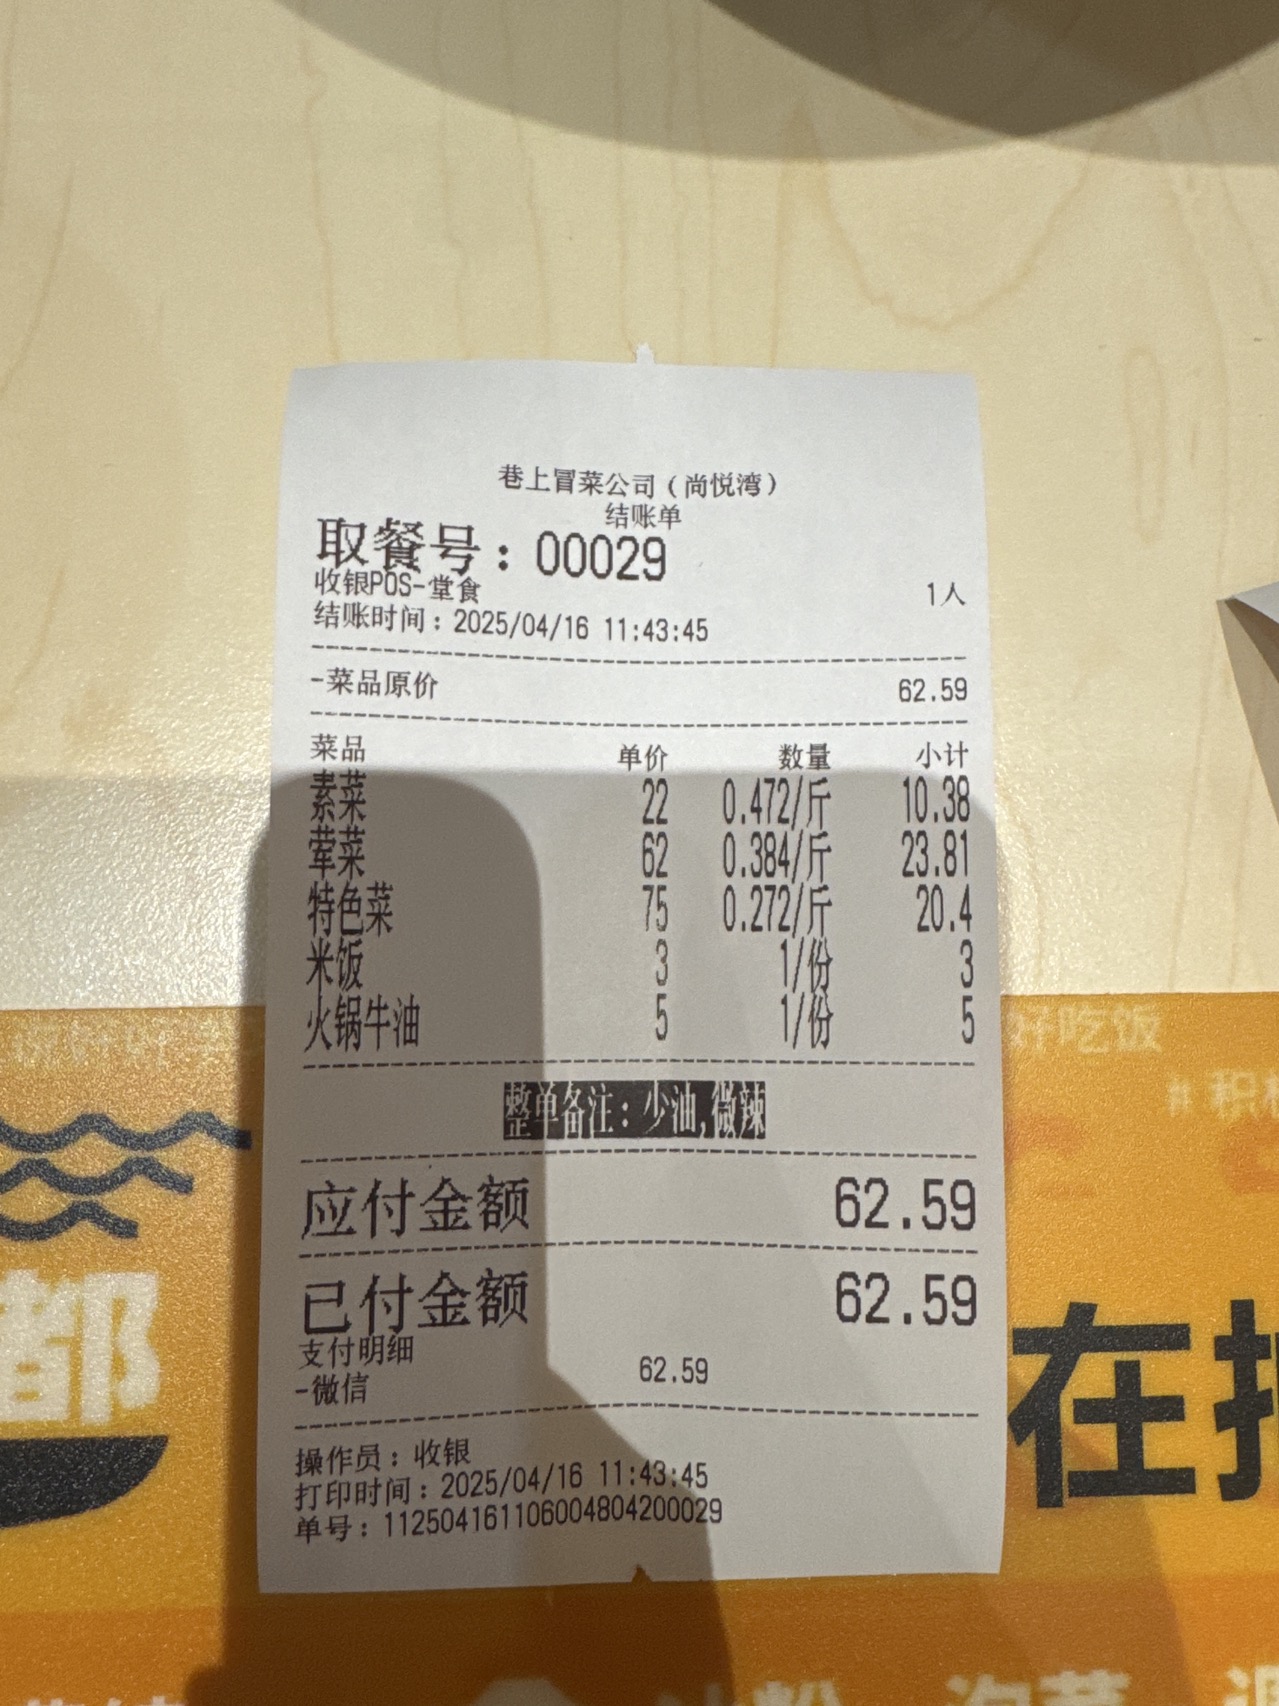 巷上冒菜公司（尚悦湾）
结账单
取餐号：00029
收银POS-堂食 1人
结账时间：2025/04/16 11:43:45
-菜品原价 62.59
菜品 单价 数量 小计
素菜 22 0.472/斤 10.38
荤菜 62 0.384/斤 23.81
特色菜 75 0.272/斤 20.4
米饭 3 1/份 3
火锅牛油 5 1/份 5
整单备注：少油,微辣
应付金额 62.59
已付金额 62.59
支付明细
-微信 62.59
操作员：收银
打印时间：2025/04/16 11:43:45
单号：112504161106004804200029
好吃饭
都
在
泡菜